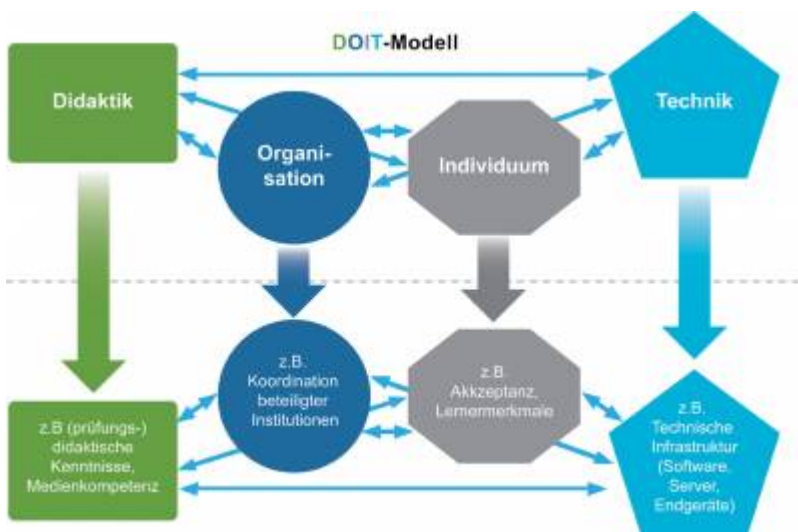 DOIT-Modell
Didaktik
Organi-
sation
Individuum
Technik
z.B (prüfungs-)
didaktische
Kenntnisse,
Medienkompetenz
z.B.
Koordination
beteiligter
Institutionen
z.B.
Akkzeptanz,
Lernermerkmale
z.B.
Technische
Infrastruktur
(Software,
Server,
Endgeräte)